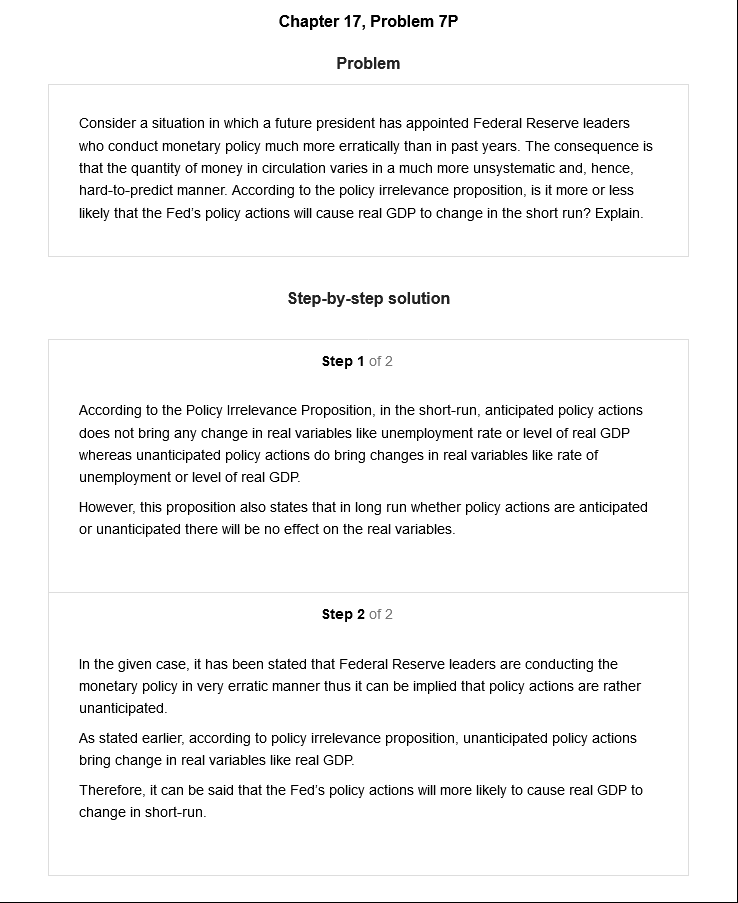 Chapter 17, Problem 7P
Problem
Consider a situation in which a future president has appointed Federal Reserve leaders
who conduct monetary policy much more erratically than in past years. The consequence is
that the quantity of money in circulation varies in a much more unsystematic and, hence,
hard-to-predict manner. According to the policy irrelevance proposition, is it more or less
likely that the Fed's policy actions will cause real GDP to change in the short run? Explain.
Step-by-step solution
Step 1 of 2
According to the Policy Irrelevance Proposition, in the short-run, anticipated policy actions
does not bring any change in real variables like unemployment rate or level of real GDP
whereas unanticipated policy actions do bring changes in real variables like rate of
unemployment or level of real GDP.
However, this proposition also states that in long run whether policy actions are anticipated
or unanticipated there will be no effect on the real variables.
Step 2 of 2
In the given case, it has been stated that Federal Reserve leaders are conducting the
monetary policy in very erratic manner thus it can be implied that policy actions are rather
unanticipated.
As stated earlier, according to policy irrelevance proposition, unanticipated policy actions
bring change in real variables like real GDP.
Therefore, it can be said that the Fed's policy actions will more likely to cause real GDP to
change in short-run.